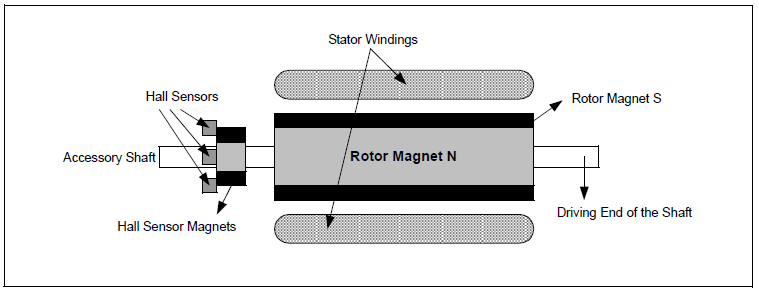 Stator Windings
Hall Sensors
Rotor Magnet S
Accessory Shaft
Rotor Magnet N
Driving End of the Shaft
Hall Sensor Magnets